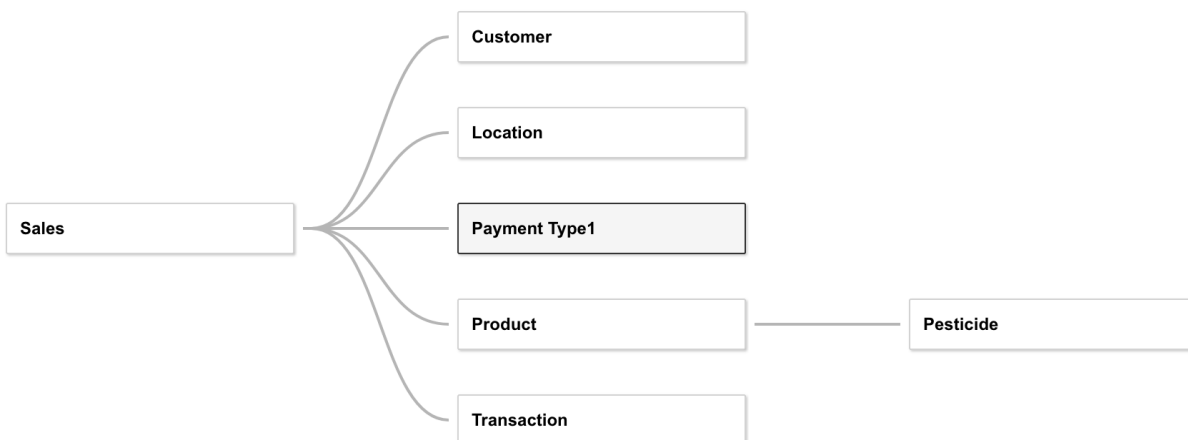 Customer
Location
Sales
Payment Type1
Product
Pesticide
Transaction